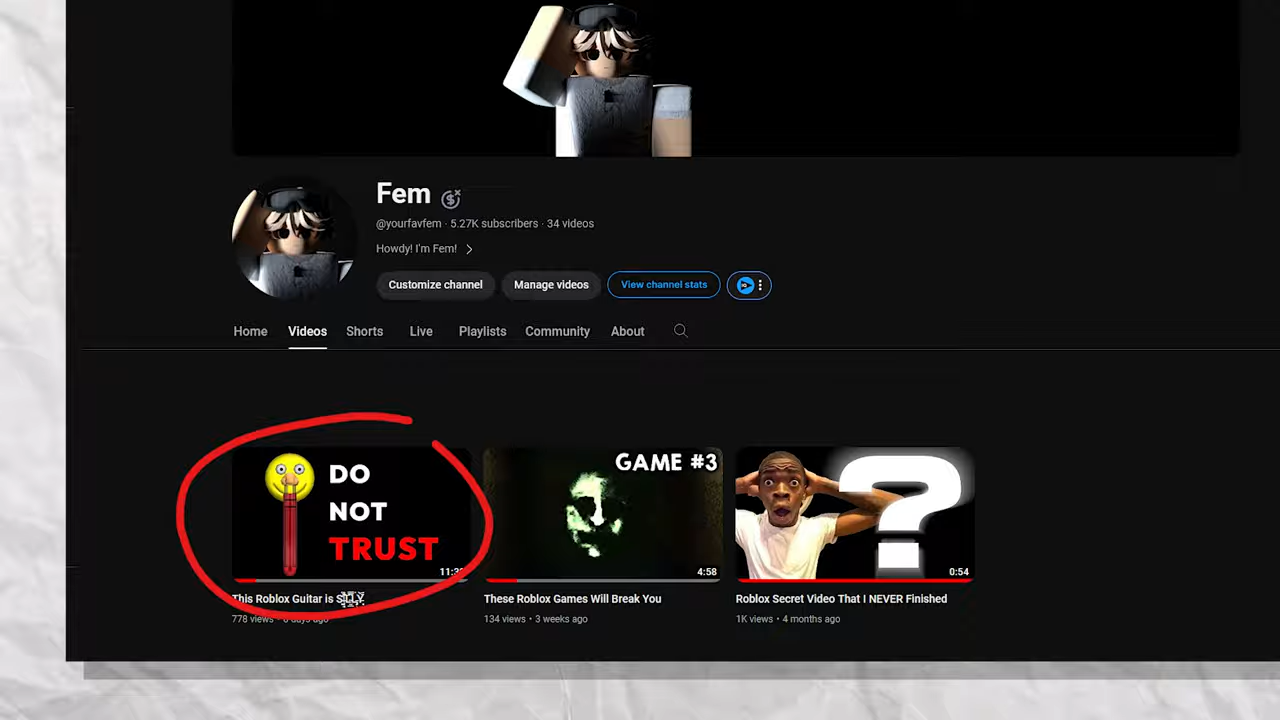 Fem
@yourfavfem · 5.27K subscribers · 34 videos
Howdy! I'm Fem!
Customize channel
Manage videos
View channel stats
Home
Videos
Shorts
Live
Playlists
Community
About
DO
NOT
TRUST
GAME #3
4:58
0:54
This Roblox Guitar is
These Roblox Games Will Break You
Roblox Secret Video That I NEVER Finished
778 views • 6 days ago
134 views • 3 weeks ago
1K views • 4 months ago